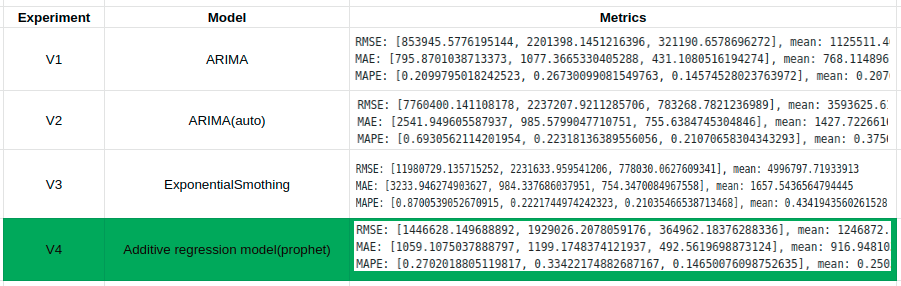 Experiment Model Metrics
V1 ARIMA
RMSE: [853945.5776195144, 2201398.1451216396, 321190.6578696272], mean: 1125511.4
MAE: [795.8701038713373, 1077.3665330405288, 431.1080516194274], mean: 768.114896
MAPE: [0.2099795018242523, 0.26730099081549763, 0.14574528023763972], mean: 0.207
V2 ARIMA(auto)
RMSE: [7760400.141108178, 2237207.9211285706, 783268.7821236989], mean: 3593625.61
MAE: [2541.949605587937, 985.5799047710751, 755.6384745304846], mean: 1427.7226616
MAPE: [0.6930562114201954, 0.22318136389556056, 0.21070658304343293], mean: 0.3756
V3 ExponentialSmothing
RMSE: [11980729.135715252, 2231633.959541206, 778030.0627609341], mean: 4996797.71933913
MAE: [3233.946274903627, 984.337686037951, 754.3470084967558], mean: 1657.5436564794445
MAPE: [0.8700539052670915, 0.2221744974242323, 0.21035466538713468], mean: 0.4341943560261528
V4 Additive regression model(prophet)
RMSE: [1446628.149688892, 1929026.2078059176, 364962.18376288336], mean: 1246872.
MAE: [1059.1075037888797, 1199.1748374121937, 492.5619698873124], mean: 916.94810
MAPE: [0.2702018805119817, 0.33422174882687167, 0.14650076098752635], mean: 0.250